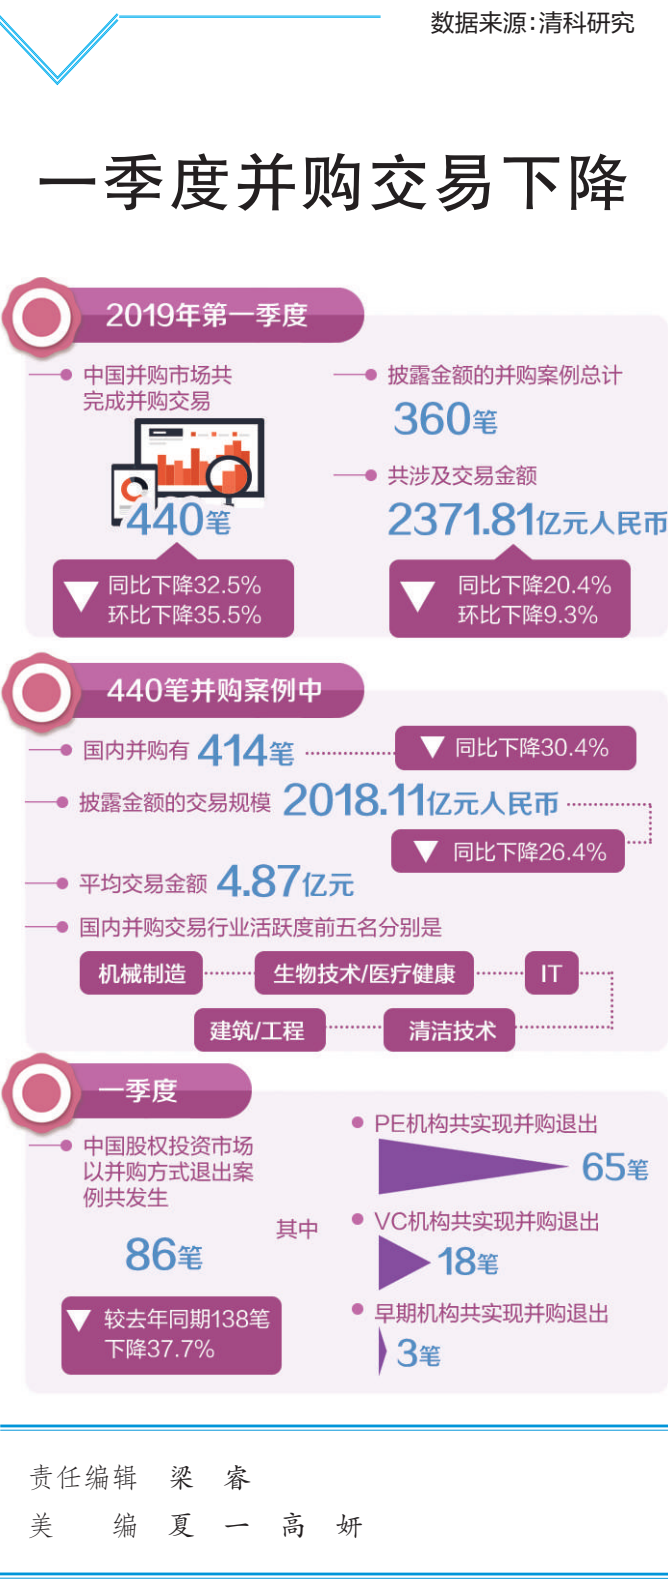 数据来源：清科研究
一季度并购交易下降
2019年第一季度
中国并购市场共
完成并购交易
440笔
同比下降32.5%
环比下降35.5%
披露金额的并购案例总计
360笔
共涉及交易金额
2371.81亿元人民币
同比下降20.4%
环比下降9.3%
440笔并购案例中
国内并购有 414笔
同比下降30.4%
披露金额的交易规模 2018.11亿元人民币
同比下降26.4%
平均交易金额 4.87亿元
国内并购交易行业活跃度前五名分别是
机械制造 生物技术/医疗健康 IT
建筑/工程 清洁技术
一季度
中国股权投资市场
以并购方式退出案
例共发生
86笔
较去年同期138笔
下降37.7%
其中
PE机构共实现并购退出
65笔
VC机构共实现并购退出
18笔
早期机构共实现并购退出
3笔
责任编辑 梁 睿
美 编 夏 一 高 妍